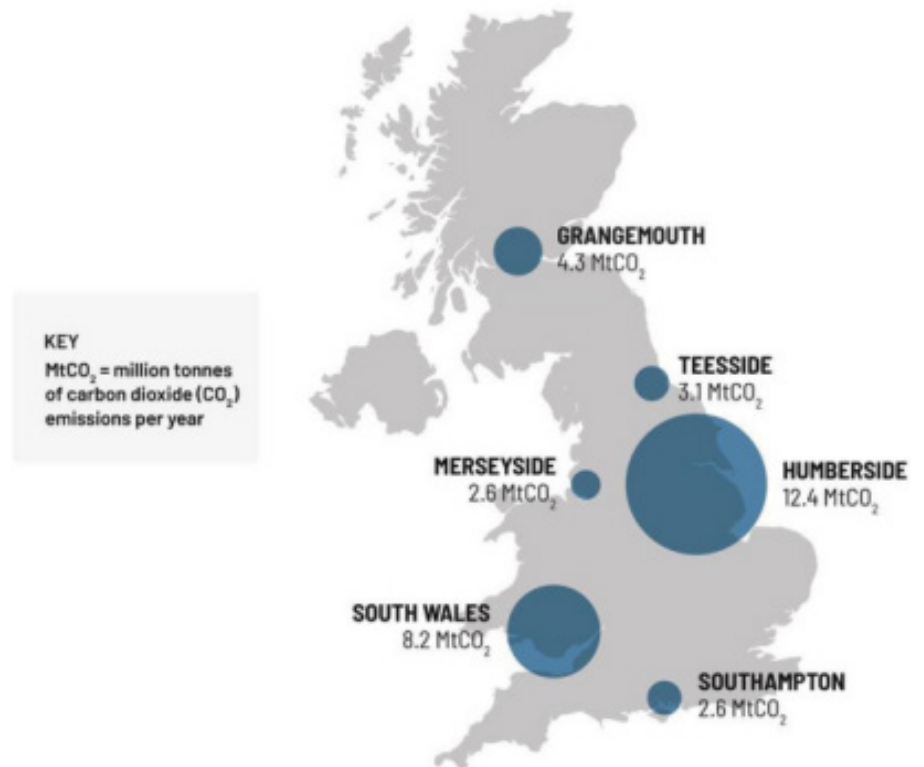 GRANGEMOUTH
4.3 MtCO₂
KEY
MtCO₂ = million tonnes
of carbon dioxide (CO₂)
emissions per year
TEESSIDE
3.1 MtCO₂
MERSEYSIDE
2.6 MtCO₂
HUMBERSIDE
12.4 MtCO₂
SOUTH WALES
8.2 MtCO₂
SOUTHAMPTON
2.6 MtCO₂